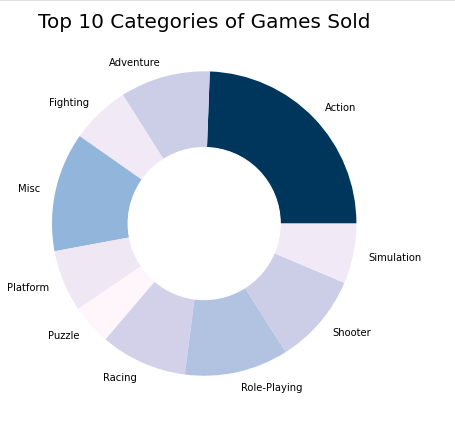 Top 10 Categories of Games Sold
Adventure
Action
Fighting
Misc
Simulation
Platform
Puzzle
Shooter
Racing
Role-Playing